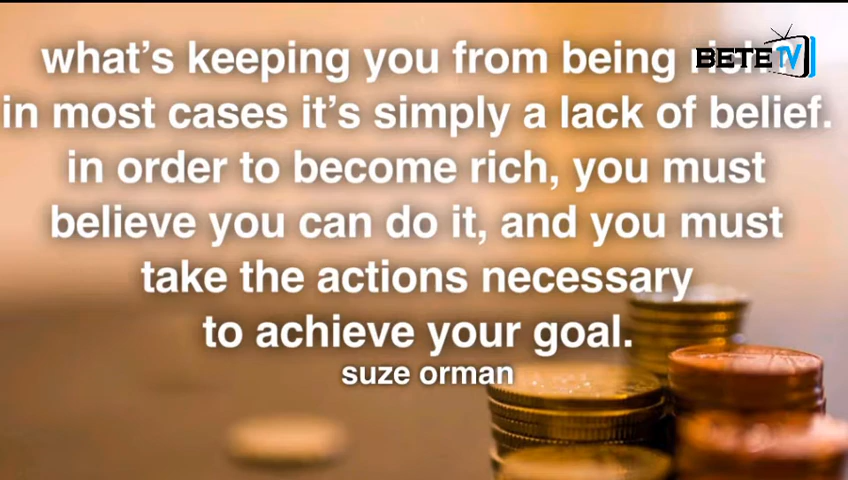 BETE TV
what's keeping you from being rich?
in most cases it's simply a lack of belief.
in order to become rich, you must
believe you can do it, and you must
take the actions necessary
to achieve your goal.
suze orman